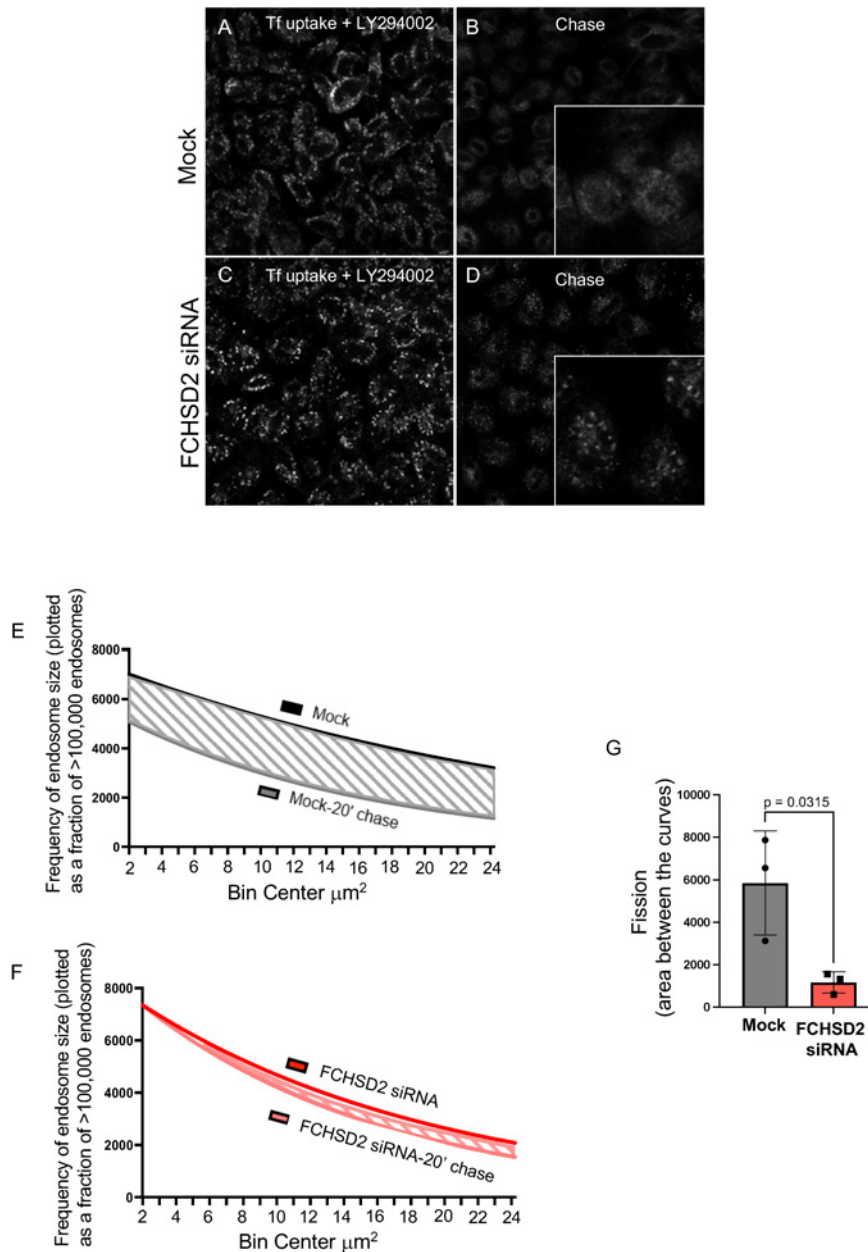 A
Tf uptake + LY294002
B
Chase
Mock
C
Tf uptake + LY294002
D
Chase
FCHSD2 siRNA
E
Frequency of endosome size (plotted
as a fraction of >100,000 endosomes)
8000
6000
4000
2000
0
Mock
Mock-20' chase
2 4 6 8 10 12 14 16 18 20 22 24
Bin Center μm²
F
Frequency of endosome size (plotted
as a fraction of >100,000 endosomes)
8000
6000
4000
2000
0
FCHSD2 siRNA
FCHSD2 siRNA-20' chase
2 4 6 8 10 12 14 16 18 20 22 24
Bin Center μm²
G
Fission
(area between the curves)
10000
8000
6000
4000
2000
0
p = 0.0315
Mock
FCHSD2
siRNA